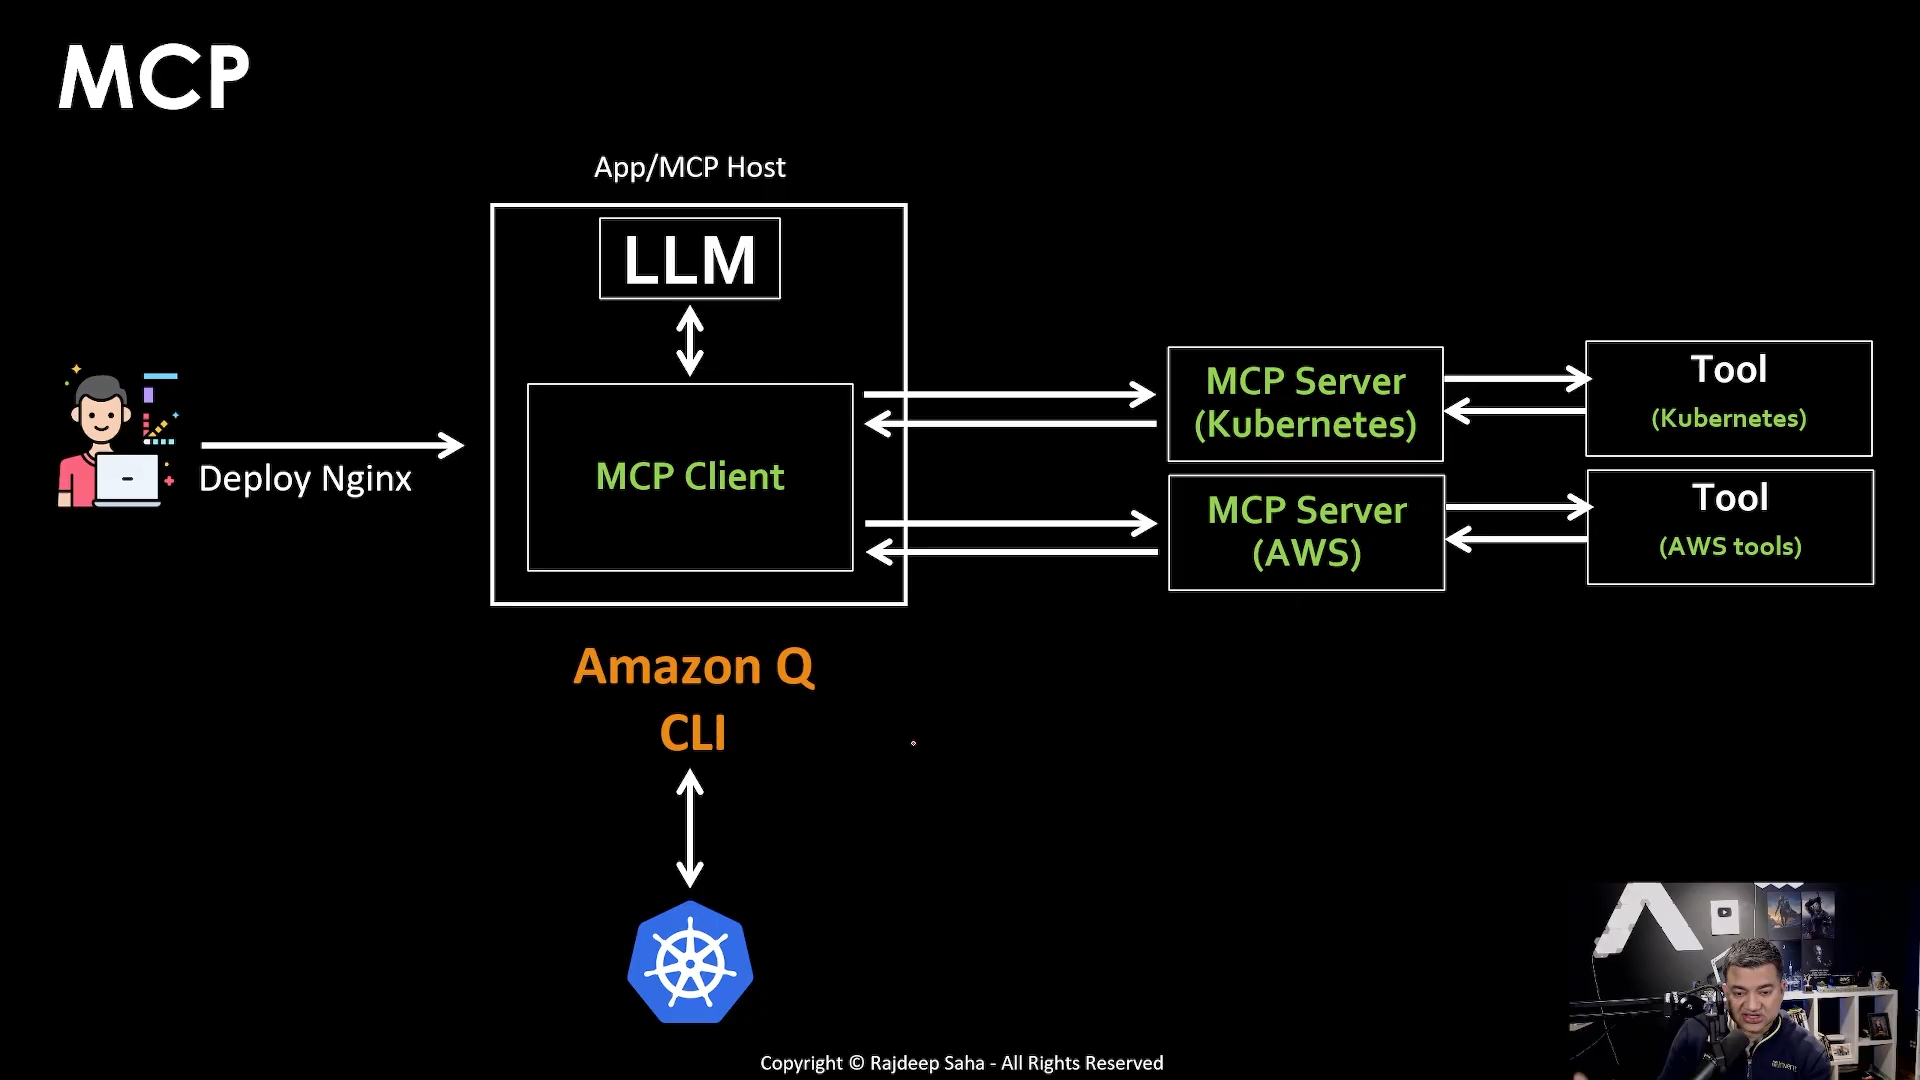 MCP
App/MCP Host
LLM
MCP Client
Deploy Nginx
MCP Server
(Kubernetes)
Tool
(Kubernetes)
MCP Server
(AWS)
Tool
(AWS tools)
Amazon Q
CLI
Copyright © Rajdeep Saha - All Rights Reserved